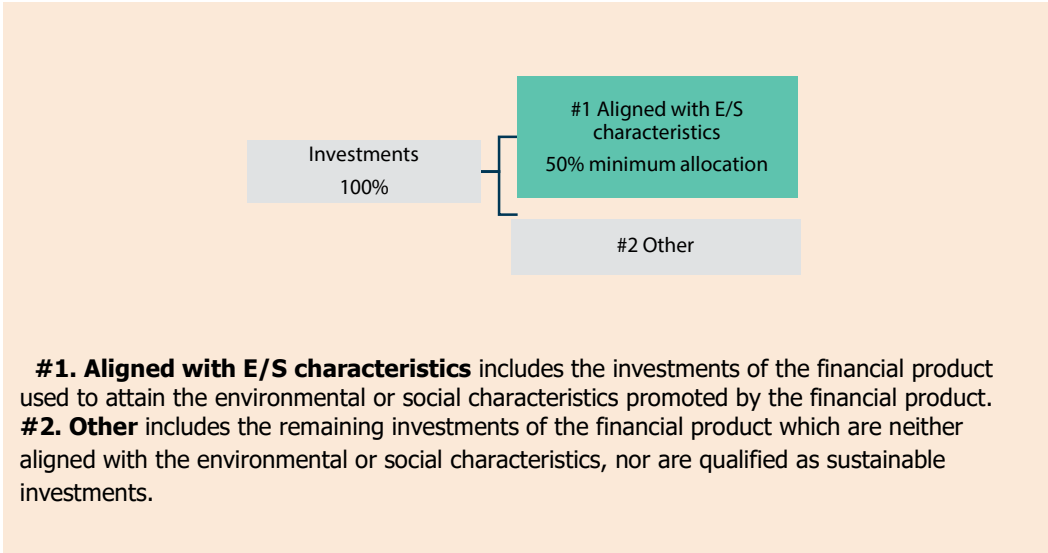 #1 Aligned with E/S
characteristics
50% minimum allocation
Investments
100%
#2 Other
#1. Aligned with E/S characteristics includes the investments of the financial product
used to attain the environmental or social characteristics promoted by the financial product.
#2. Other includes the remaining investments of the financial product which are neither
aligned with the environmental or social characteristics, nor are qualified as sustainable
investments.